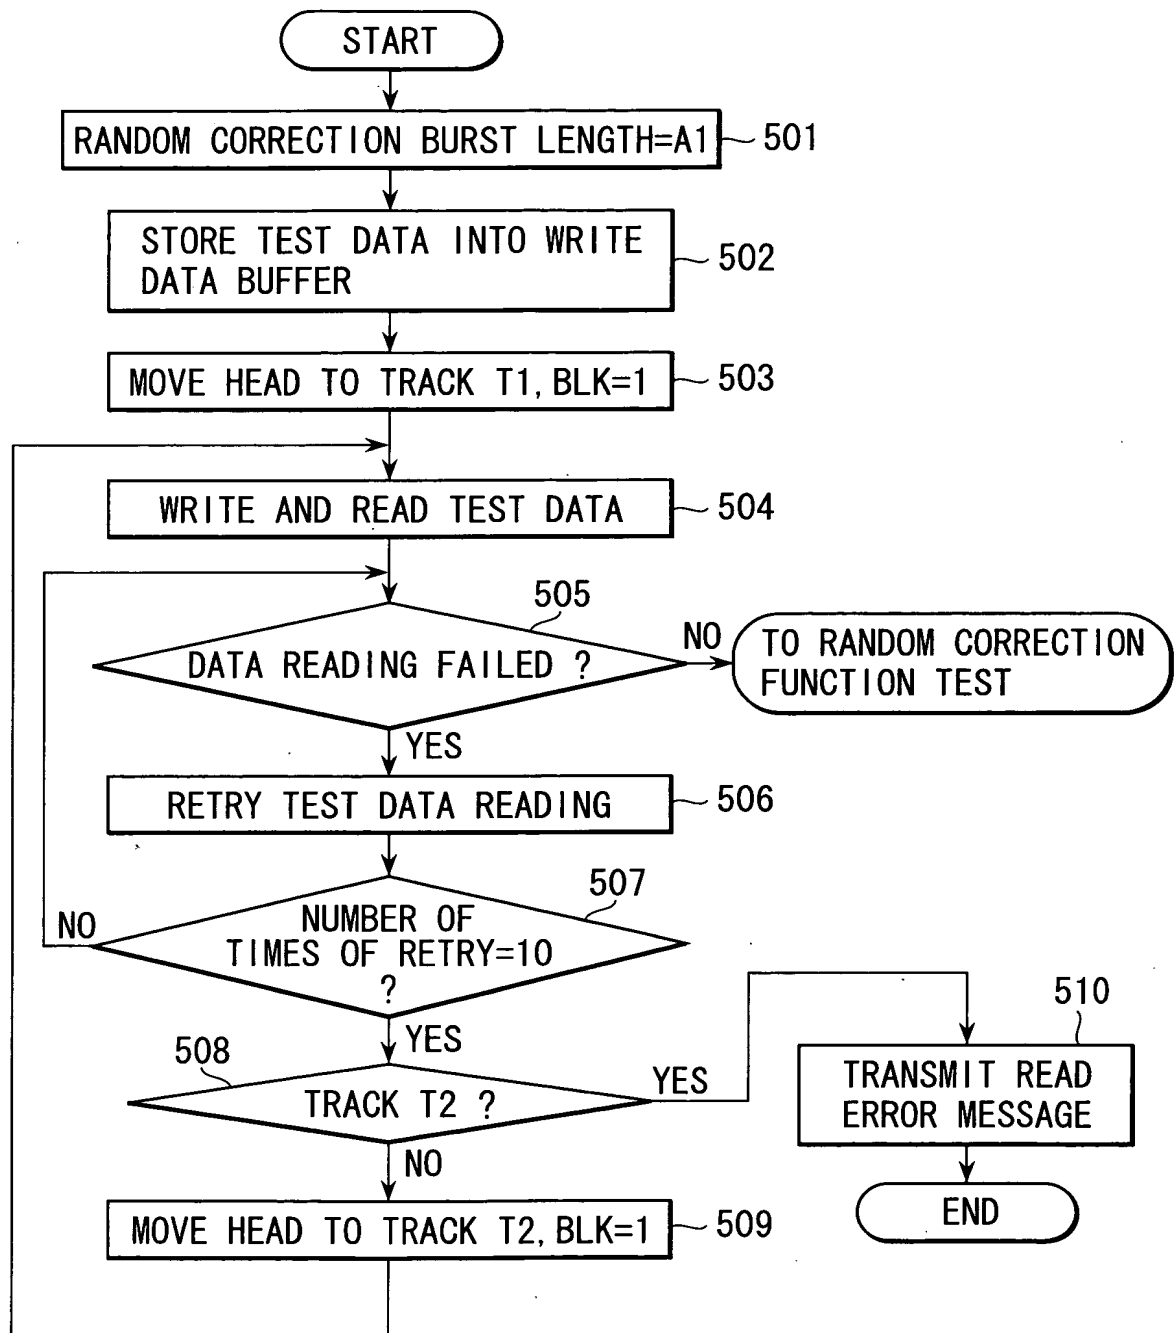 START
RANDOM CORRECTION BURST LENGTH=A1
501
STORE TEST DATA INTO WRITE
DATA BUFFER
502
MOVE HEAD TO TRACK T1, BLK=1
503
WRITE AND READ TEST DATA
504
505
DATA READING FAILED ?
NO
TO RANDOM CORRECTION
FUNCTION TEST
YES
RETRY TEST DATA READING
506
507
NUMBER OF
TIMES OF RETRY=10
?
NO
YES
508
TRACK T2 ?
YES
510
TRANSMIT READ
ERROR MESSAGE
NO
MOVE HEAD TO TRACK T2, BLK=1
509
END